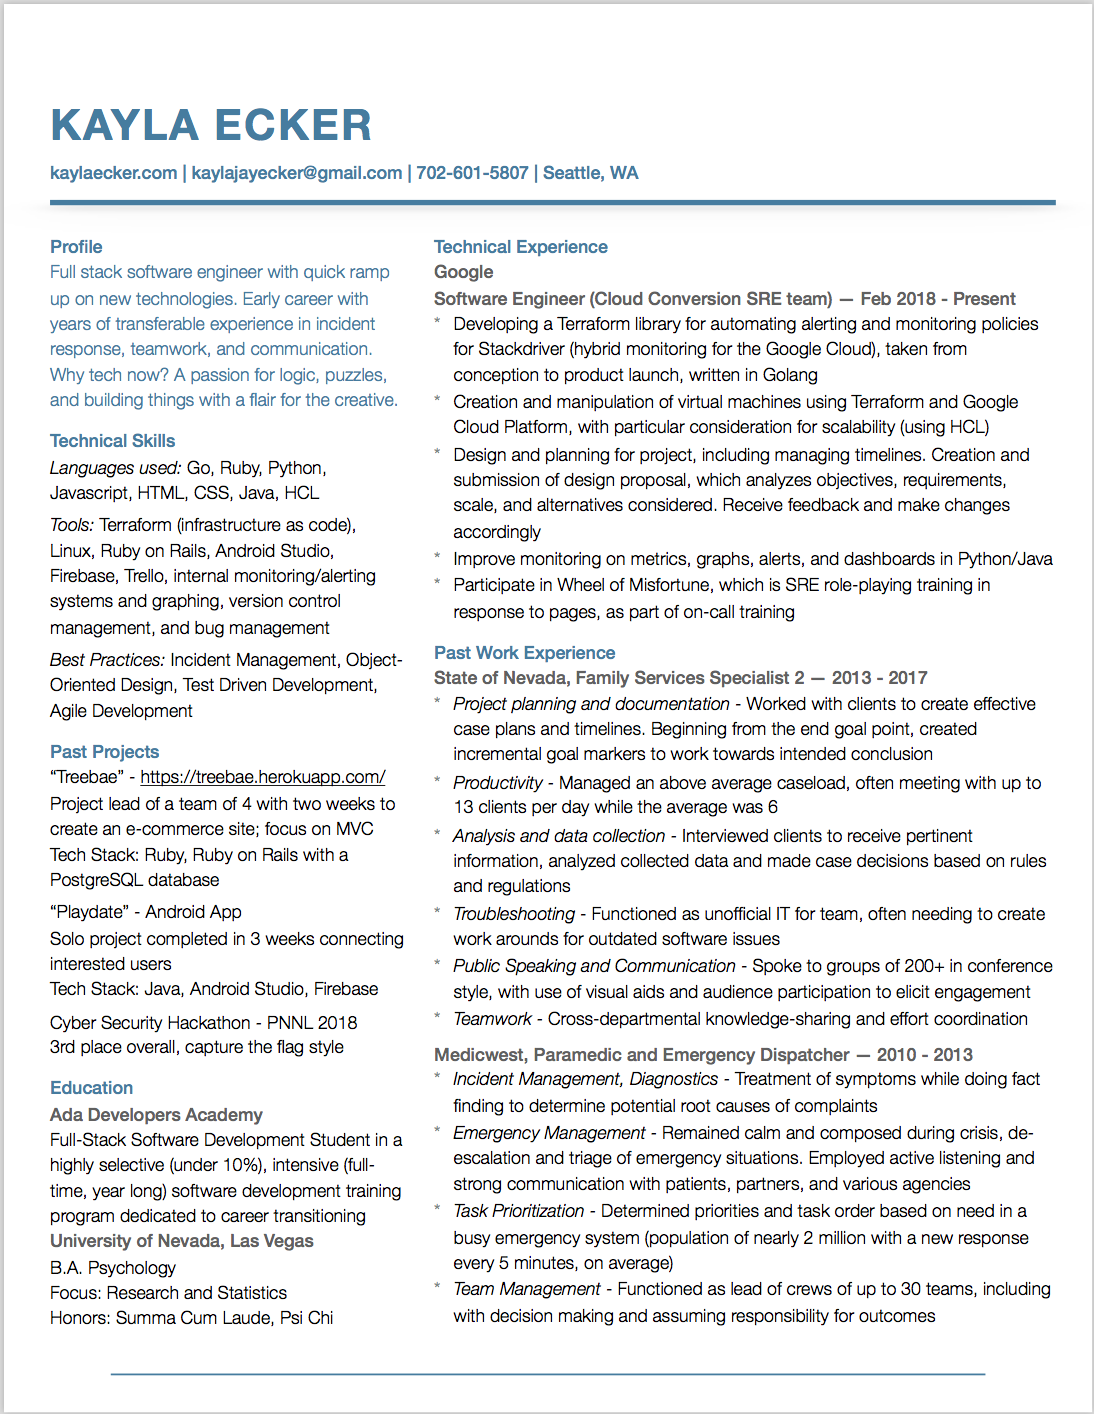 KAYLA ECKER
kaylaecker.com | kaylajayecker@gmail.com | 702-601-5807 | Seattle, WA
Profile
Full stack software engineer with quick ramp
up on new technologies. Early career with
years of transferable experience in incident
response, teamwork, and communication.
Why tech now? A passion for logic, puzzles,
and building things with a flair for the creative.
Technical Skills
Languages used: Go, Ruby, Python,
Javascript, HTML, CSS, Java, HCL
Tools: Terraform (infrastructure as code),
Linux, Ruby on Rails, Android Studio,
Firebase, Trello, internal monitoring/alerting
systems and graphing, version control
management, and bug management
Best Practices: Incident Management, Object-
Oriented Design, Test Driven Development,
Agile Development
Past Projects
“Treebae” - https://treebae.herokuapp.com/
Project lead of a team of 4 with two weeks to
create an e-commerce site; focus on MVC
Tech Stack: Ruby, Ruby on Rails with a
PostgreSQL database
“Playdate” - Android App
Solo project completed in 3 weeks connecting
interested users
Tech Stack: Java, Android Studio, Firebase
Cyber Security Hackathon - PNNL 2018
3rd place overall, capture the flag style
Education
Ada Developers Academy
Full-Stack Software Development Student in a
highly selective (under 10%), intensive (full-
time, year long) software development training
program dedicated to career transitioning
University of Nevada, Las Vegas
B.A. Psychology
Focus: Research and Statistics
Honors: Summa Cum Laude, Psi Chi
Technical Experience
Google
Software Engineer (Cloud Conversion SRE team) — Feb 2018 - Present
* Developing a Terraform library for automating alerting and monitoring policies
for Stackdriver (hybrid monitoring for the Google Cloud), taken from
conception to product launch, written in Golang
* Creation and manipulation of virtual machines using Terraform and Google
Cloud Platform, with particular consideration for scalability (using HCL)
* Design and planning for project, including managing timelines. Creation and
submission of design proposal, which analyzes objectives, requirements,
scale, and alternatives considered. Receive feedback and make changes
accordingly
* Improve monitoring on metrics, graphs, alerts, and dashboards in Python/Java
* Participate in Wheel of Misfortune, which is SRE role-playing training in
response to pages, as part of on-call training
Past Work Experience
State of Nevada, Family Services Specialist 2 — 2013 - 2017
* Project planning and documentation - Worked with clients to create effective
case plans and timelines. Beginning from the end goal point, created
incremental goal markers to work towards intended conclusion
* Productivity - Managed an above average caseload, often meeting with up to
13 clients per day while the average was 6
* Analysis and data collection - Interviewed clients to receive pertinent
information, analyzed collected data and made case decisions based on rules
and regulations
* Troubleshooting - Functioned as unofficial IT for team, often needing to create
work arounds for outdated software issues
* Public Speaking and Communication - Spoke to groups of 200+ in conference
style, with use of visual aids and audience participation to elicit engagement
* Teamwork - Cross-departmental knowledge-sharing and effort coordination
Medicwest, Paramedic and Emergency Dispatcher — 2010 - 2013
* Incident Management, Diagnostics - Treatment of symptoms while doing fact
finding to determine potential root causes of complaints
* Emergency Management - Remained calm and composed during crisis, de-
escalation and triage of emergency situations. Employed active listening and
strong communication with patients, partners, and various agencies
* Task Prioritization - Determined priorities and task order based on need in a
busy emergency system (population of nearly 2 million with a new response
every 5 minutes, on average)
* Team Management - Functioned as lead of crews of up to 30 teams, including
with decision making and assuming responsibility for outcomes